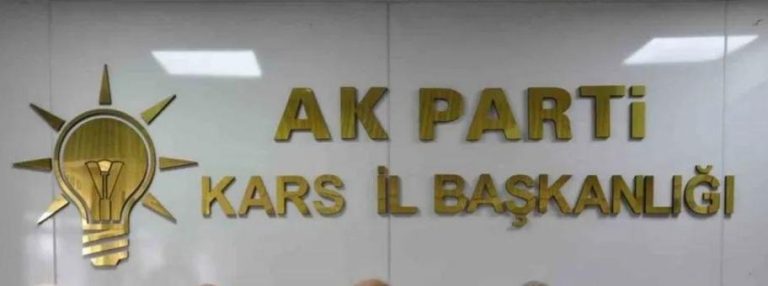 AK PARTi
KARS İL BAŞKANLIĞI